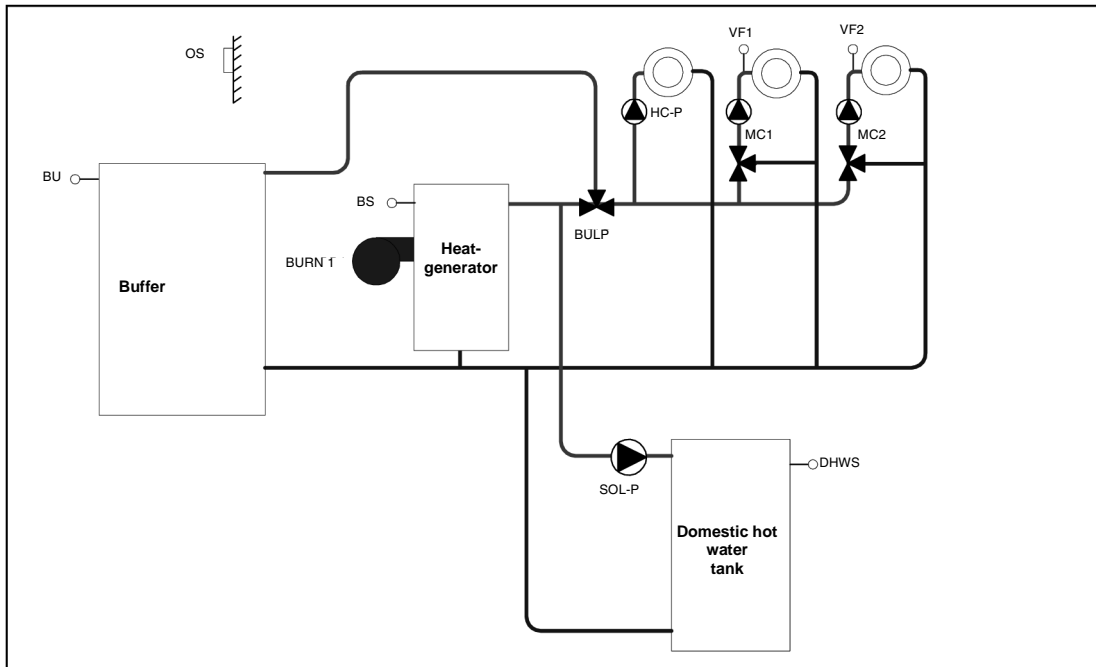 OS
VF1
VF2
HC-P
MC1
MC2
BU
BS
BULP
BURN 1
Heat-
generator
Buffer
DHWS
SOL-P
Domestic hot
water
tank